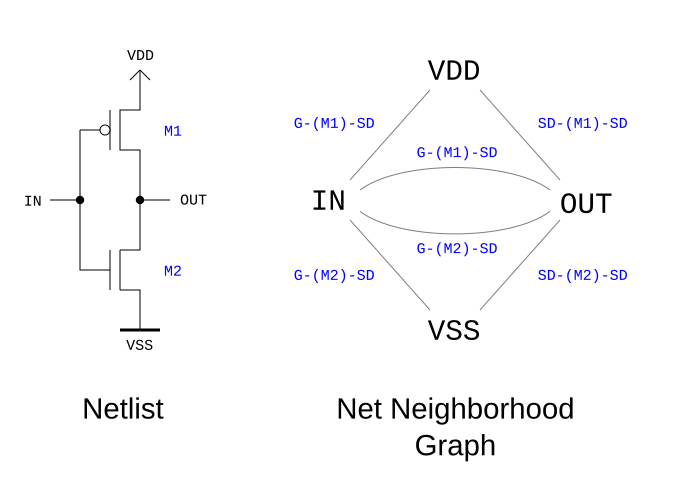 VDD
M1
IN
OUT
M2
VSS
Netlist
VDD
G-(M1)-SD
SD-(M1)-SD
G-(M1)-SD
IN
OUT
G-(M2)-SD
G-(M2)-SD
SD-(M2)-SD
VSS
Net Neighborhood
Graph